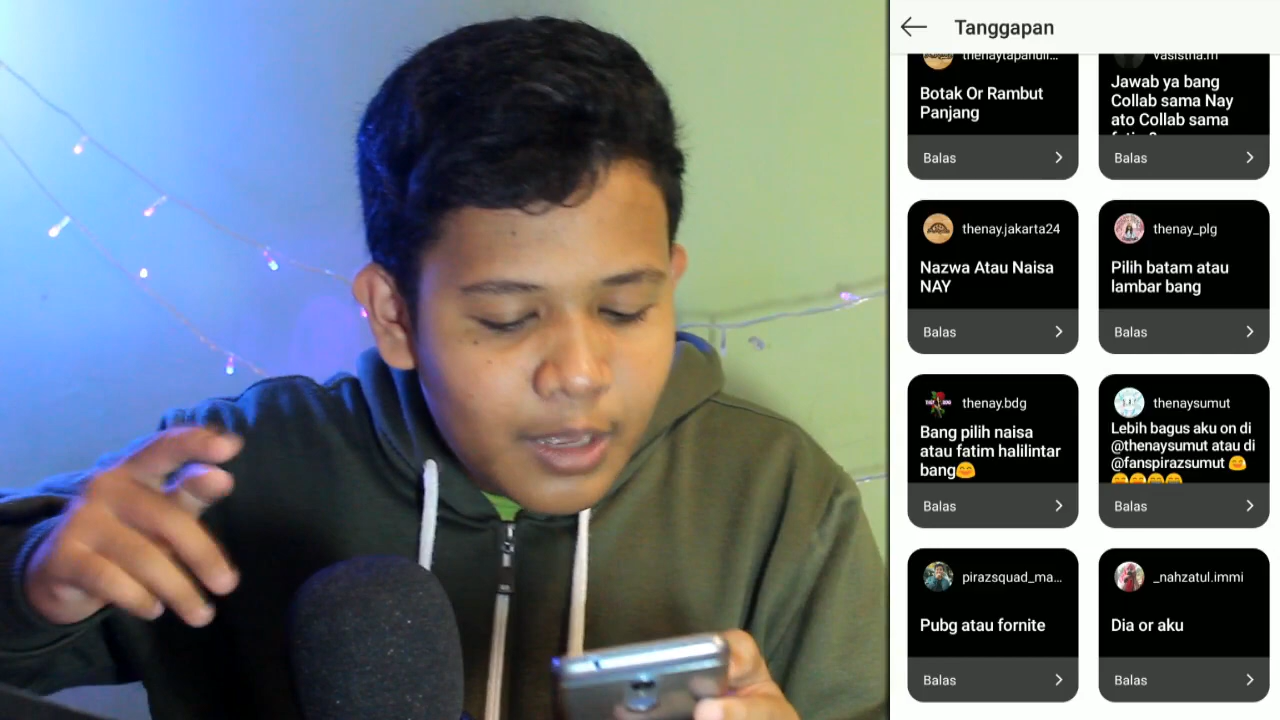 Tanggapan
thenaytapanuli...
Botak Or Rambut
Panjang
Balas
vasistha.m
Jawab ya bang
Collab sama Nay
ato Collab sama
Balas
thenay.jakarta24
Nazwa Atau Naisa
NAY
Balas
thenay_plg
Pilih batam atau
lambar bang
Balas
thenay.bdg
Bang pilih naisa
atau fatim halilintar
bang😊
Balas
thenaysumut
Lebih bagus aku on di
@thenaysumut atau di
@fanspirazsumut 😊
😊😊😊😊
Balas
pirazsquad_ma...
Pubg atau fornite
Balas
_nahzatul.immi
Dia or aku
Balas